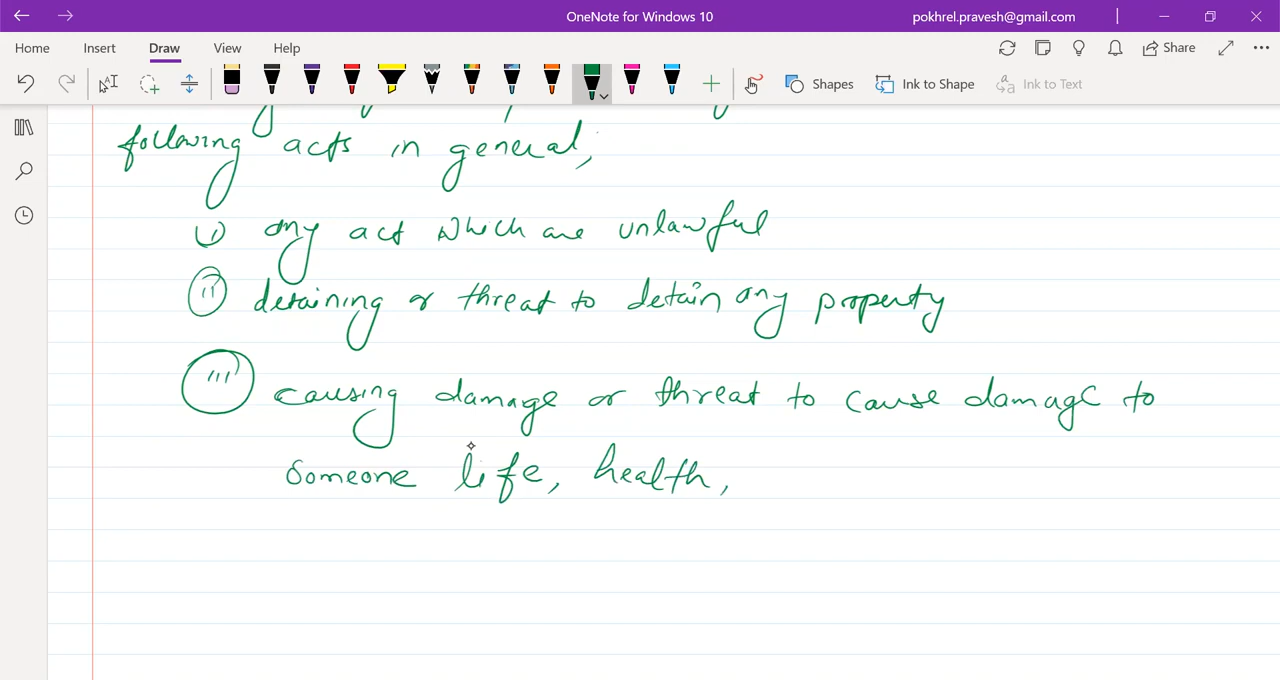 OneNote for Windows 10
pokhrel.pravesh@gmail.com
Home Insert Draw View Help
Share
Shapes Ink to Shape Ink to Text
following acts in general;
(i) any act which are unlawful
(ii) detaining or threat to detain any property
(iii) causing damage or threat to cause damage to
someone life, health,